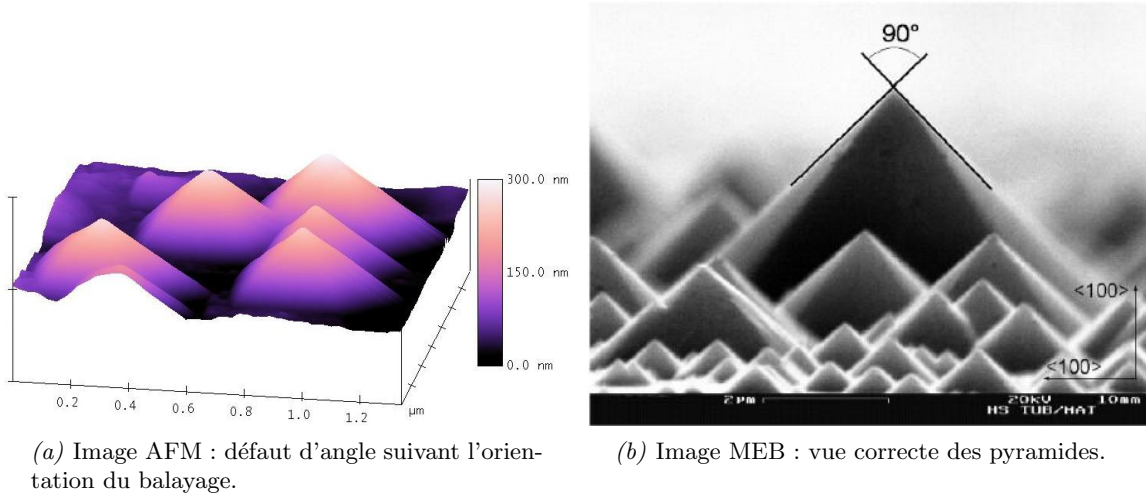 90°
300.0 nm
150.0 nm
0.0 nm
0.2
0.4
0.6
0.8
1.0
1.2
µm
<100>
<100>
2µm
20kV
10mm
HS TUB/HAT
(a) Image AFM : défaut d'angle suivant l'orien-
tation du balayage.
(b) Image MEB : vue correcte des pyramides.